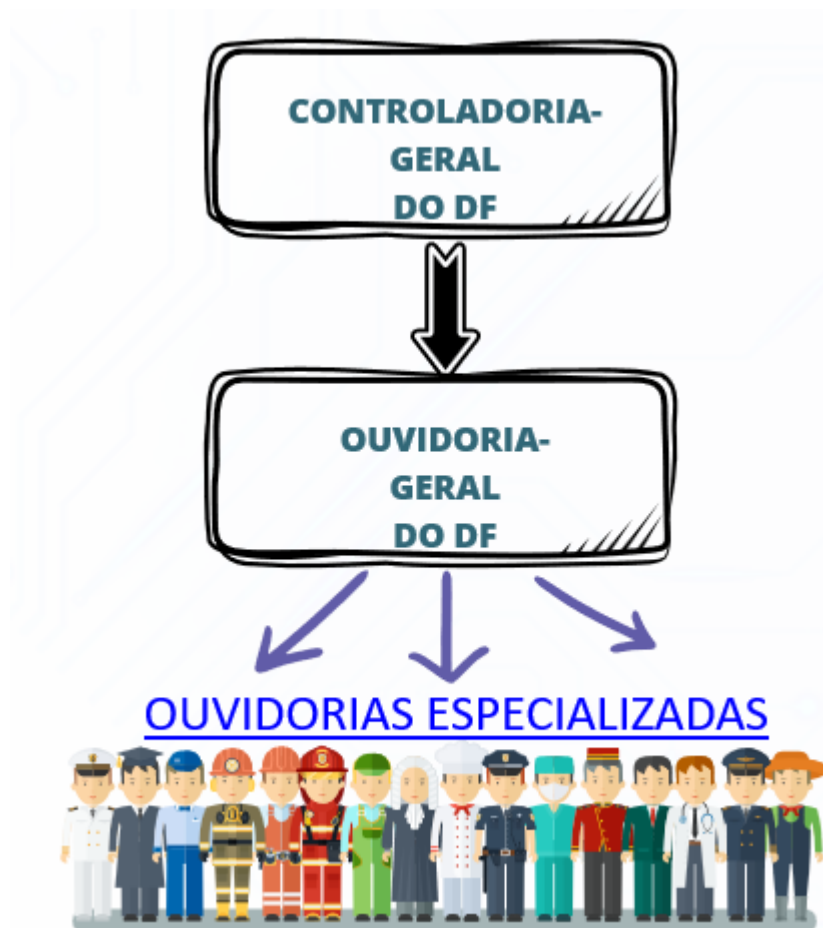 CONTROLADORIA-
GERAL
DO DF
OUVIDORIA-
GERAL
DO DF
OUVIDORIAS ESPECIALIZADAS